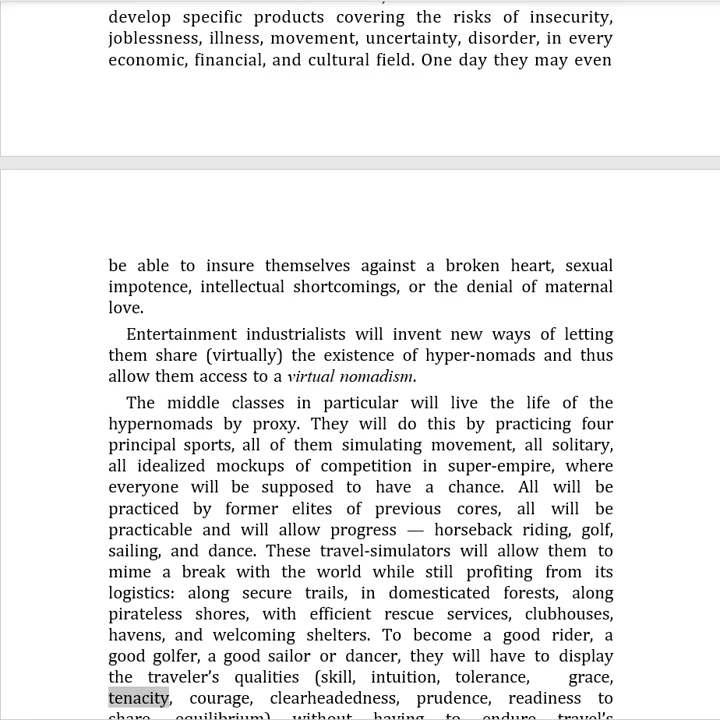 develop specific products covering the risks of insecurity,
joblessness, illness, movement, uncertainty, disorder, in every
economic, financial, and cultural field. One day they may even
be able to insure themselves against a broken heart, sexual
impotence, intellectual shortcomings, or the denial of maternal
love.
Entertainment industrialists will invent new ways of letting
them share (virtually) the existence of hyper-nomads and thus
allow them access to a virtual nomadism.
The middle classes in particular will live the life of the
hypernomads by proxy. They will do this by practicing four
principal sports, all of them simulating movement, all solitary,
all idealized mockups of competition in super-empire, where
everyone will be supposed to have a chance. All will be
practiced by former elites of previous cores, all will be
practicable and will allow progress — horseback riding, golf,
sailing, and dance. These travel-simulators will allow them to
mime a break with the world while still profiting from its
logistics: along secure trails, in domesticated forests, along
pirateless shores, with efficient rescue services, clubhouses,
havens, and welcoming shelters. To become a good rider, a
good golfer, a good sailor or dancer, they will have to display
the traveler's qualities (skill, intuition, tolerance, grace,
tenacity, courage, clearheadedness, prudence, readiness to
share, equilibrium) without having to endure travel's